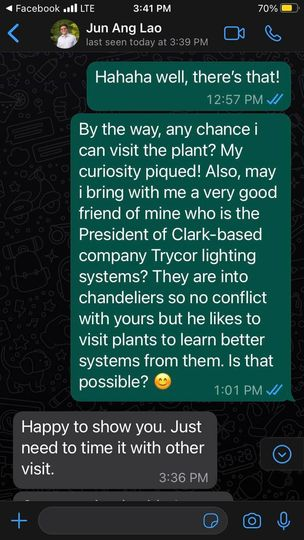 Facebook LTE 3:41 PM 70%
Jun Ang Lao
last seen today at 3:39 PM
Hahaha well, there's that!
12:57 PM
By the way, any chance i
can visit the plant? My
curiosity piqued! Also, may
i bring with me a very good
friend of mine who is the
President of Clark-based
company Trycor lighting
systems? They are into
chandeliers so no conflict
with yours but he likes to
visit plants to learn better
systems from them. Is that
possible? 😊
1:01 PM
Happy to show you. Just
need to time it with other
visit.
3:36 PM